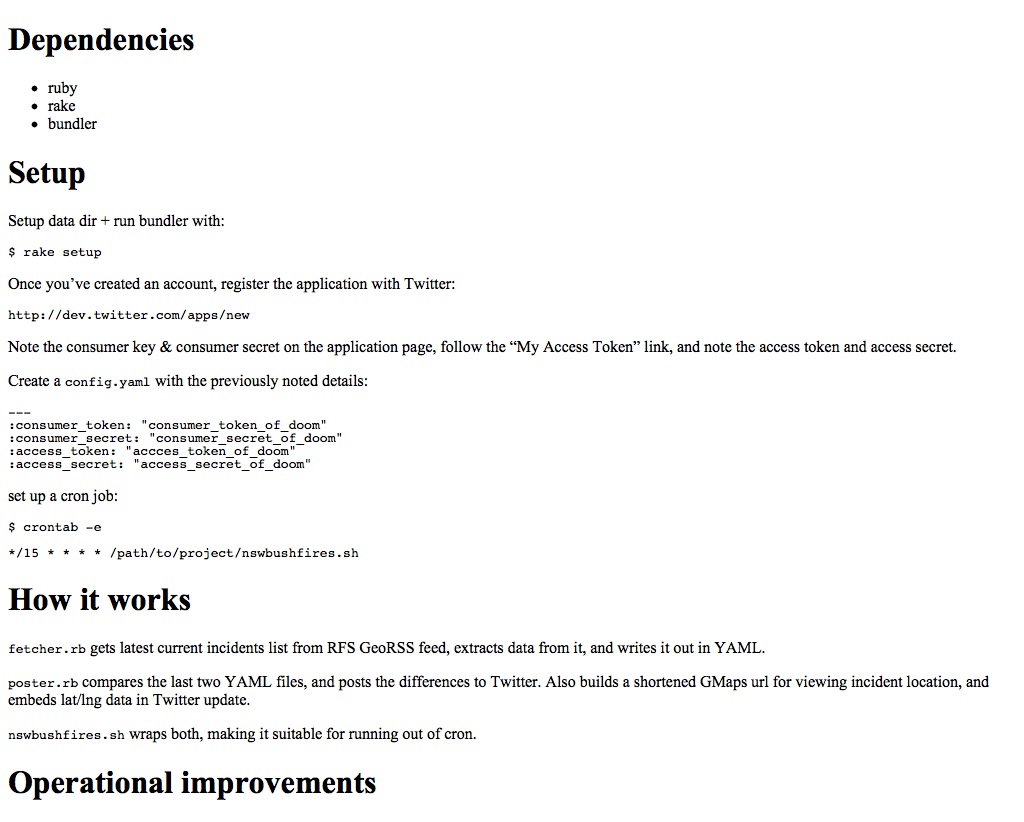 Dependencies
• ruby
• rake
• bundler
Setup
Setup data dir + run bundler with:
$ rake setup
Once you’ve created an account, register the application with Twitter:
http://dev.twitter.com/apps/new
Note the consumer key & consumer secret on the application page, follow the “My Access Token” link, and note the access token and access secret.
Create a config.yaml with the previously noted details:
---
:consumer_token: "consumer_token_of_doom"
:consumer_secret: "consumer_secret_of_doom"
:access_token: "accces_token_of_doom"
:access_secret: "access_secret_of_doom"
set up a cron job:
$ crontab -e
*/15 * * * * /path/to/project/nswbushfires.sh
How it works
fetcher.rb gets latest current incidents list from RFS GeoRSS feed, extracts data from it, and writes it out in YAML.
poster.rb compares the last two YAML files, and posts the differences to Twitter. Also builds a shortened GMaps url for viewing incident location, and
embeds lat/lng data in Twitter update.
nswbushfires.sh wraps both, making it suitable for running out of cron.
Operational improvements